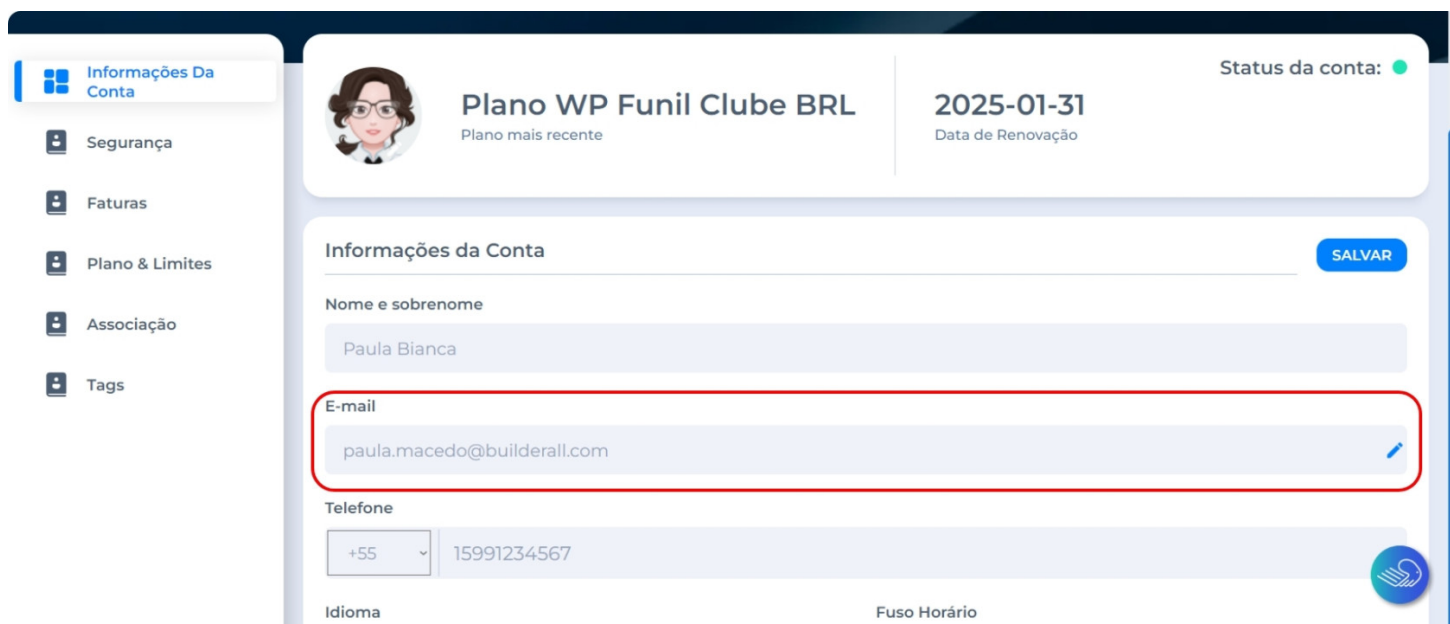 Informações Da
Conta
Segurança
Faturas
Plano & Limites
Associação
Tags
Plano WP Funil Clube BRL
Plano mais recente
2025-01-31
Data de Renovação
Status da conta:
Informações da Conta
SALVAR
Nome e sobrenome
Paula Bianca
E-mail
paula.macedo@builderall.com
Telefone
+55
15991234567
Idioma
Fuso Horário